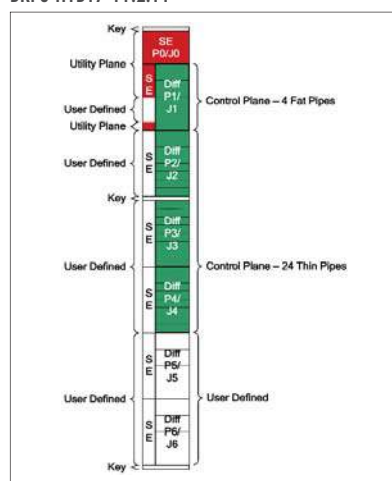 Key
SE
P0/J0
Utility Plane
S
E
Diff
P1/
J1
Control Plane – 4 Fat Pipes
User Defined
Utility Plane
User Defined
S
E
Diff
P2/
J2
Key
S
E
Diff
P3/
J3
User Defined
Control Plane – 24 Thin Pipes
S
E
Diff
P4/
J4
S
E
Diff
P5/
J5
User Defined
User Defined
S
E
Diff
P6/
J6
Key